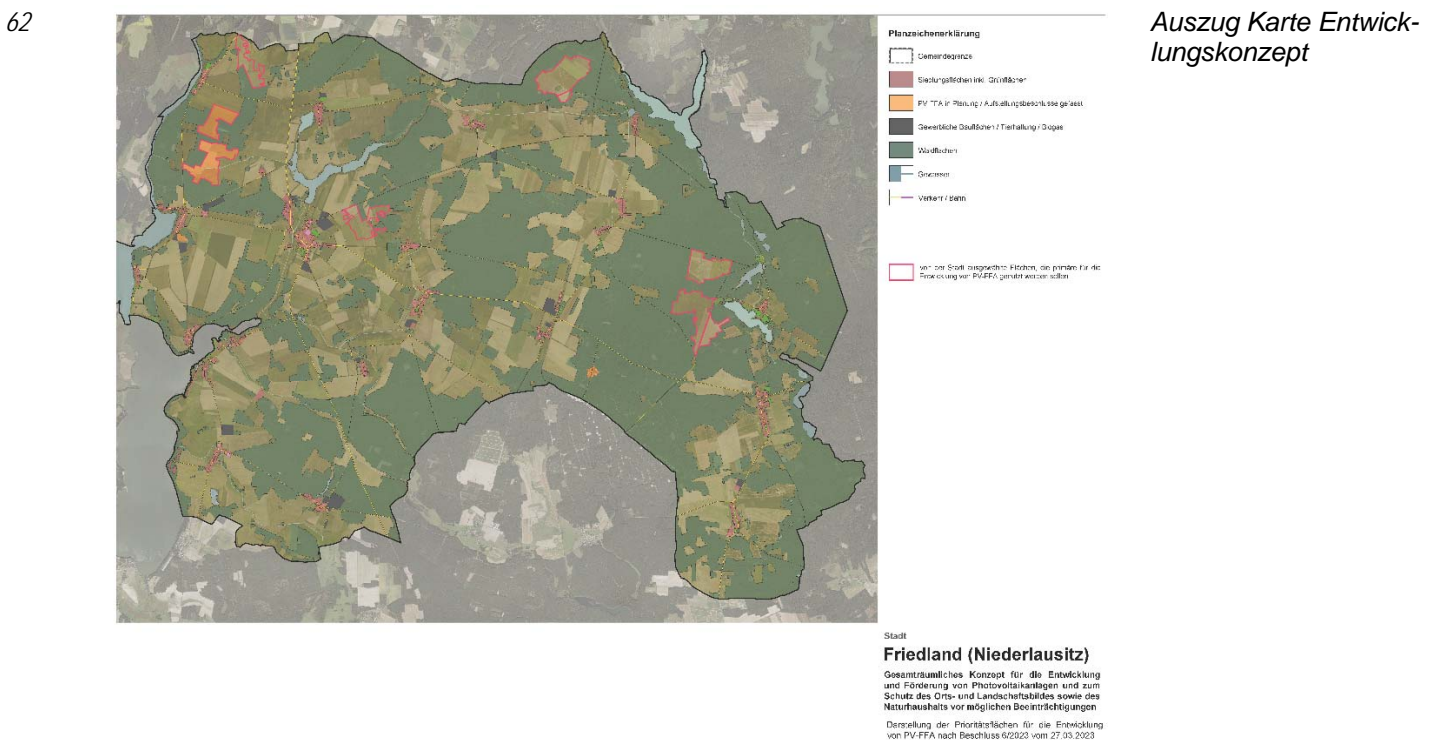 62
Auszug Karte Entwick-
lungskonzept
Planzeichenerklärung
Gemeindegrenze
Siedlungsflächen inkl. Grünflächen
PV-FFA in Planung / Aufstellungsbeschlüsse gefasst
Gewerbliche Bauflächen / Tierhaltung / Biogas
Waldflächen
Gewässer
Verkehr / Bahn
von der Stadt ausgewählte Flächen, die primäre für die
Entwicklung von PV-FFA genutzt werden sollen
Stadt
Friedland (Niederlausitz)
Gesamträumliches Konzept für die Entwicklung
und Förderung von Photovoltaikanlagen und zum
Schutz des Orts- und Landschaftsbildes sowie des
Naturhaushalts vor möglichen Beeinträchtigungen
Darstellung der Prioritätsflächen für die Entwicklung
von PV-FFA nach Beschluss 6/2023 vom 27.03.2023